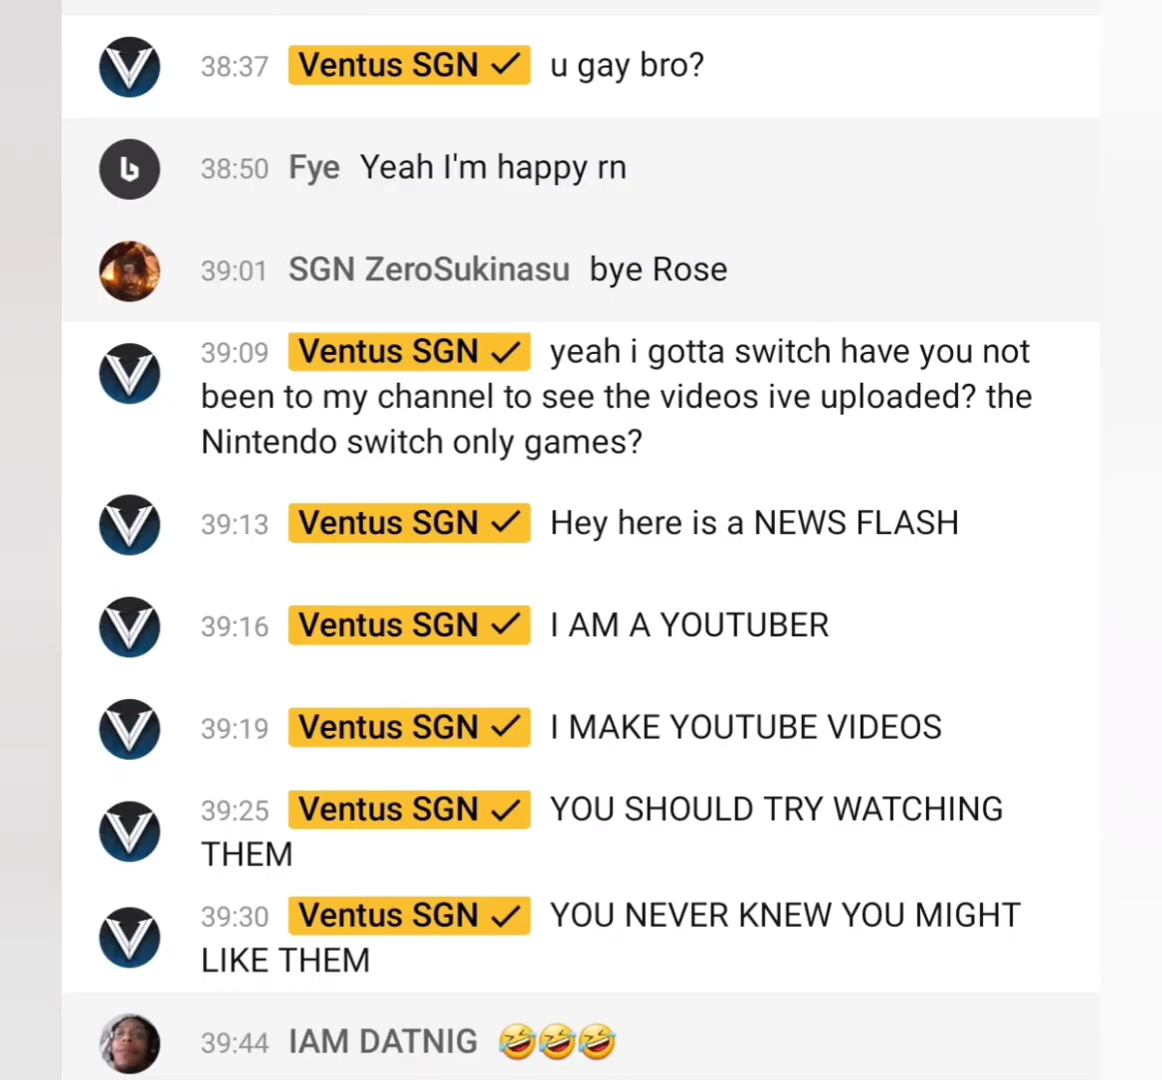 38:37 Ventus SGN ✓ u gay bro?
38:50 Fye Yeah I'm happy rn
39:01 SGN ZeroSukinasu bye Rose
39:09 Ventus SGN ✓ yeah i gotta switch have you not
been to my channel to see the videos ive uploaded? the
Nintendo switch only games?
39:13 Ventus SGN ✓ Hey here is a NEWS FLASH
39:16 Ventus SGN ✓ I AM A YOUTUBER
39:19 Ventus SGN ✓ I MAKE YOUTUBE VIDEOS
39:25 Ventus SGN ✓ YOU SHOULD TRY WATCHING
THEM
39:30 Ventus SGN ✓ YOU NEVER KNEW YOU MIGHT
LIKE THEM
39:44 IAM DATNIG 🤣🤣🤣